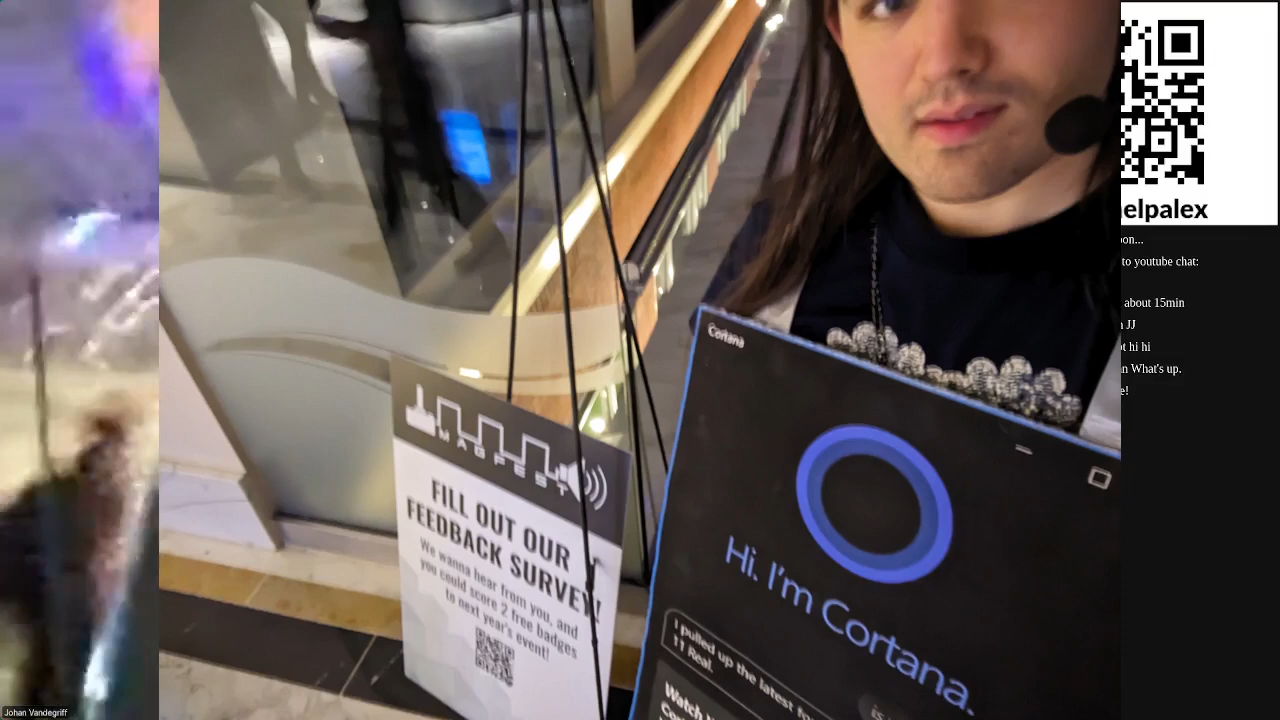 MAGFEST
FILL OUT OUR
FEEDBACK SURVEY!
We wanna hear from you, and
you could score 2 free badges
to next year's event!
Cortana
Hi. I'm Cortana.
I pulled up the latest
11 Real.
Watch
elpalex
oon...
to youtube chat:
about 15min
JJ
hi hi
What's up.
e!
Johan Vandegriff